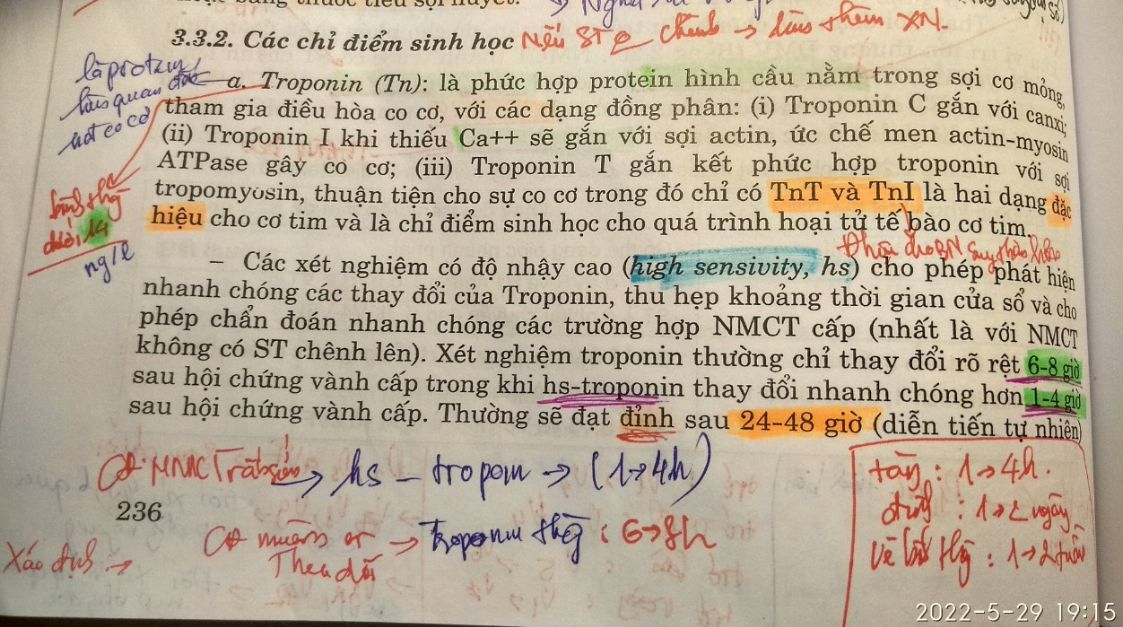 3.3.2. Các chỉ điểm sinh học Nếu ST chênh → làm thêm XN.
là protein
liên quan đến
a. Troponin (Tn): là phức hợp protein hình cầu nằm trong sợi cơ mỏng,
tham gia điều hòa co cơ, với các dạng đồng phân: (i) Troponin C gắn với canxi;
(ii) Troponin I khi thiếu Ca++ sẽ gắn với sợi actin, ức chế men actin-myosin
ATPase gây co cơ; (iii) Troponin T gắn kết phức hợp troponin với sợi
tropomyosin, thuận tiện cho sự co cơ trong đó chỉ có TnT và TnI là hai dạng đặc
hiệu cho cơ tim và là chỉ điểm sinh học cho quá trình hoại tử tế bào cơ tim.
dưới 14
ng/l
– Các xét nghiệm có độ nhậy cao (high sensivity, hs) cho phép phát hiện
nhanh chóng các thay đổi của Troponin, thu hẹp khoảng thời gian cửa sổ và cho
phép chẩn đoán nhanh chóng các trường hợp NMCT cấp (nhất là với NMCT
không có ST chênh lên). Xét nghiệm troponin thường chỉ thay đổi rõ rệt 6-8 giờ
sau hội chứng vành cấp trong khi hs-troponin thay đổi nhanh chóng hơn 1-4 giờ
sau hội chứng vành cấp. Thường sẽ đạt đỉnh sau 24-48 giờ (diễn tiến tự nhiên)
→ hs - tropom → (1→4h)
236
CĐ muộn or → Troponin thg : 6→8h
Theo dõi
Xác định →
tăng : 1→4h.
đỉnh : 1→2 ngày
Về bth thg : 1→2 tuần
2022-5-29 19:15